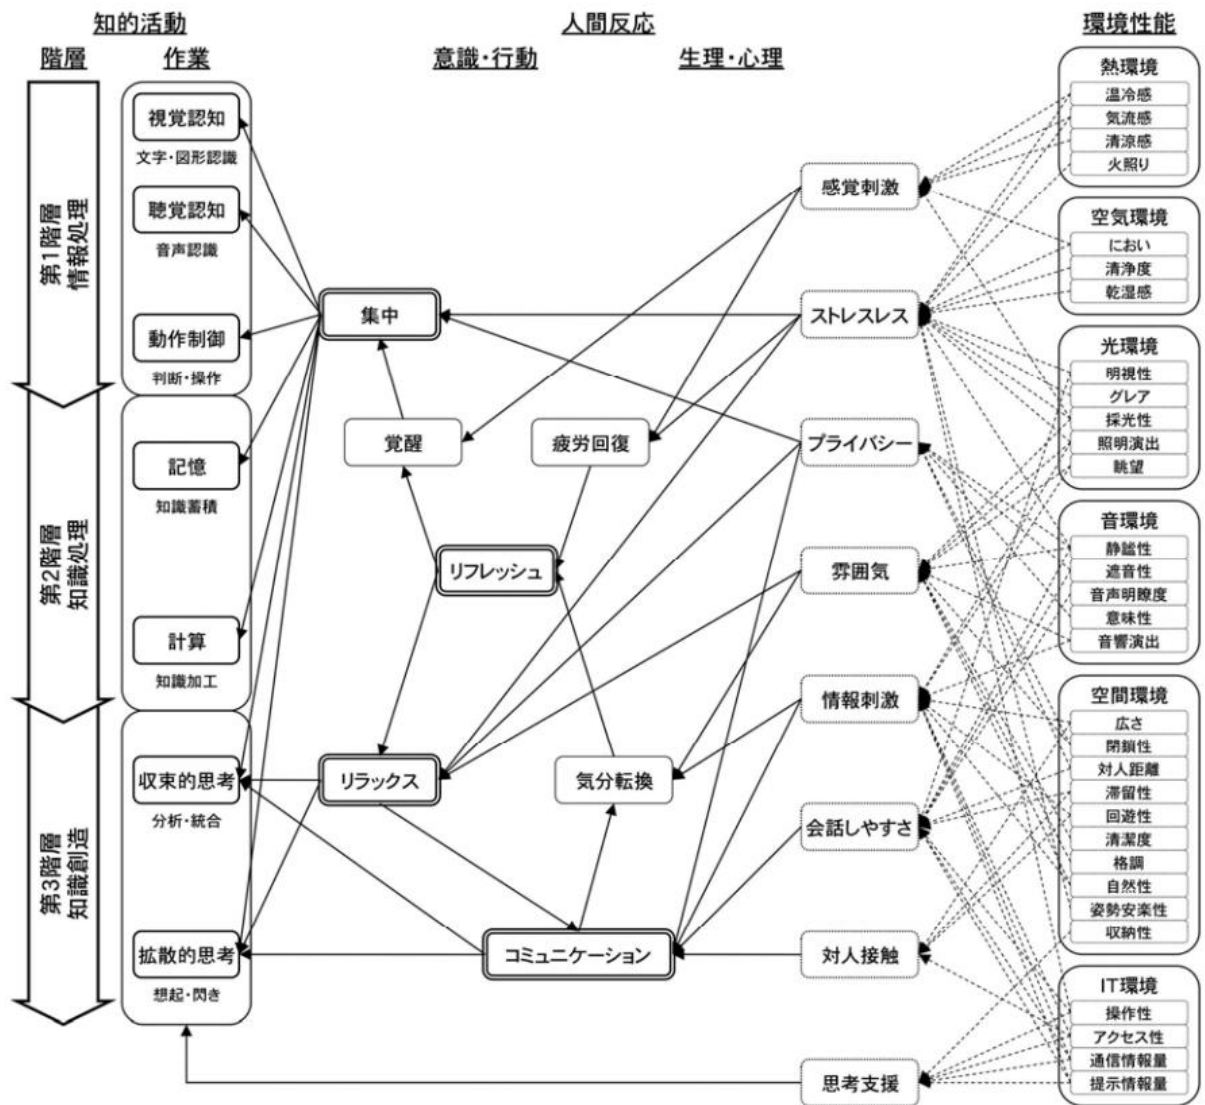 知的活動
人間反応
環境性能
階層
作業
意識・行動
生理・心理
第1階層
情報処理
第2階層
知識処理
第3階層
知識創造
視覚認知
文字・図形認識
聴覚認知
音声認識
動作制御
判断・操作
記憶
知識蓄積
計算
知識加工
収束的思考
分析・統合
拡散的思考
想起・閃き
集中
覚醒
疲労回復
リフレッシュ
リラックス
気分転換
コミュニケーション
感覚刺激
ストレスレス
プライバシー
雰囲気
情報刺激
会話しやすさ
対人接触
思考支援
熱環境
温冷感
気流感
清涼感
火照り
空気環境
におい
清浄度
乾湿感
光環境
明視性
グレア
採光性
照明演出
眺望
音環境
静謐性
遮音性
音声明瞭度
意味性
音響演出
空間環境
広さ
閉鎖性
対人距離
滞留性
回遊性
清潔度
格調
自然性
姿勢安楽性
収納性
IT環境
操作性
アクセス性
通信情報量
提示情報量